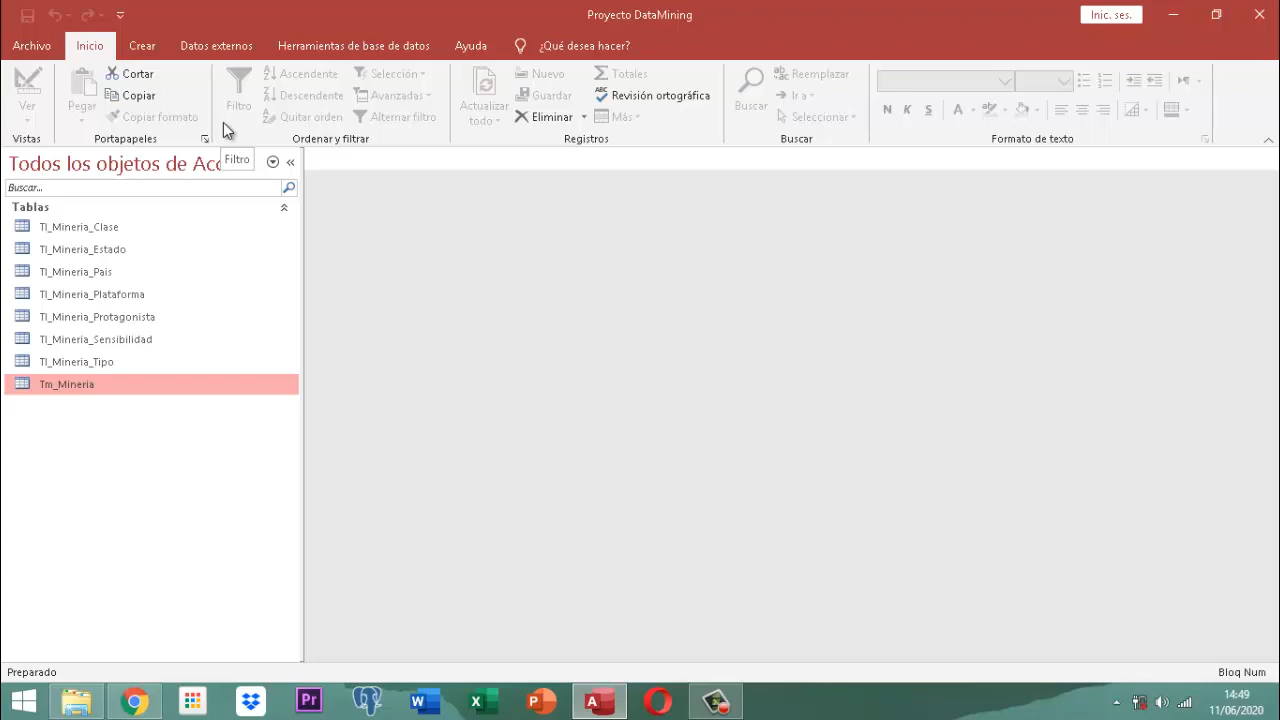 Proyecto DataMining
Inic. ses.
Archivo
Inicio
Crear
Datos externos
Herramientas de base de datos
Ayuda
¿Qué desea hacer?
Ver
Pegar
Cortar
Copiar
Copiar formato
Filtro
Ascendente
Descendente
Quitar orden
Selección
Avanzadas
Alternar filtro
Actualizar
todo
Nuevo
Guardar
Eliminar
Totales
Revisión ortográfica
Más
Buscar
Reemplazar
Ir a
Seleccionar
N K S
Vistas
Portapapeles
Ordenar y filtrar
Registros
Buscar
Formato de texto
Todos los objetos de Acc
Filtro
Buscar...
Tablas
Tl_Mineria_Clase
Tl_Mineria_Estado
Tl_Mineria_Pais
Tl_Mineria_Plataforma
Tl_Mineria_Protagonista
Tl_Mineria_Sensibilidad
Tl_Mineria_Tipo
Tm_Mineria
Preparado
Bloq Num
14:49
11/06/2020